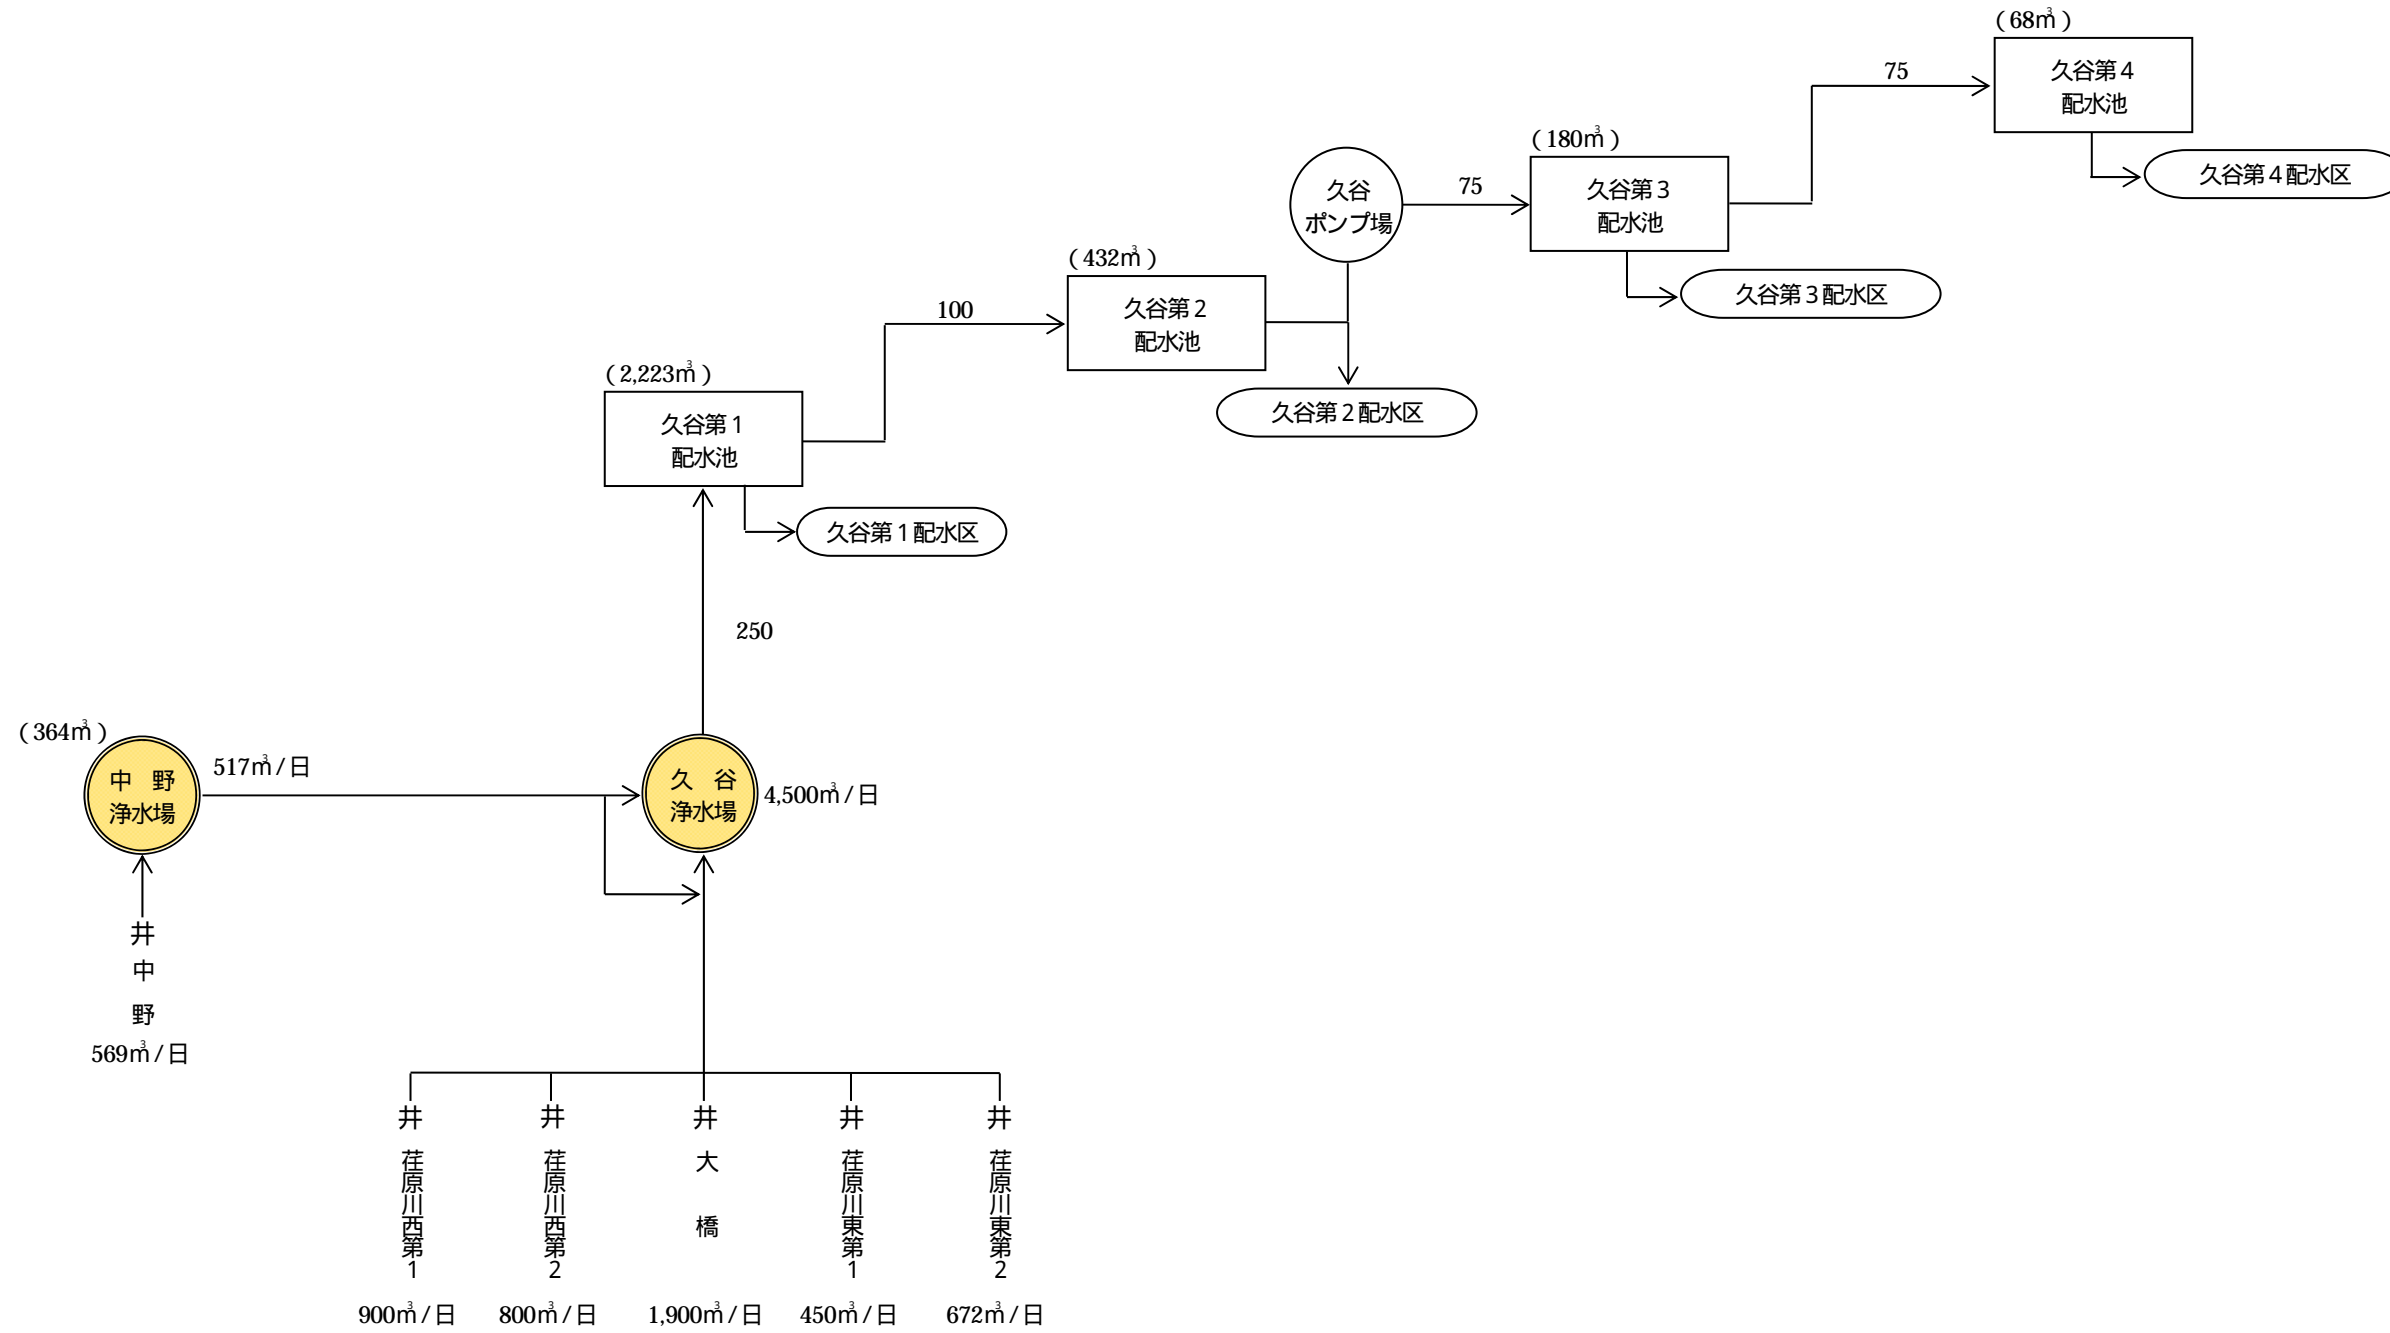 （68㎥）
久谷第４
配水池
75
久谷第４配水区
（180㎥）
久谷第３
配水池
75
久谷
ポンプ場
久谷第３配水区
（432㎥）
久谷第２
配水池
100
久谷第２配水区
（2,223㎥）
久谷第１
配水池
久谷第１配水区
250
（364㎥）
中　野
浄水場
517㎥/日
久　谷
浄水場
4,500㎥/日
井
中野
569㎥/日
井
荏原川西第1
900㎥/日
井
荏原川西第2
800㎥/日
井
大橋
1,900㎥/日
井
荏原川東第1
450㎥/日
井
荏原川東第2
672㎥/日